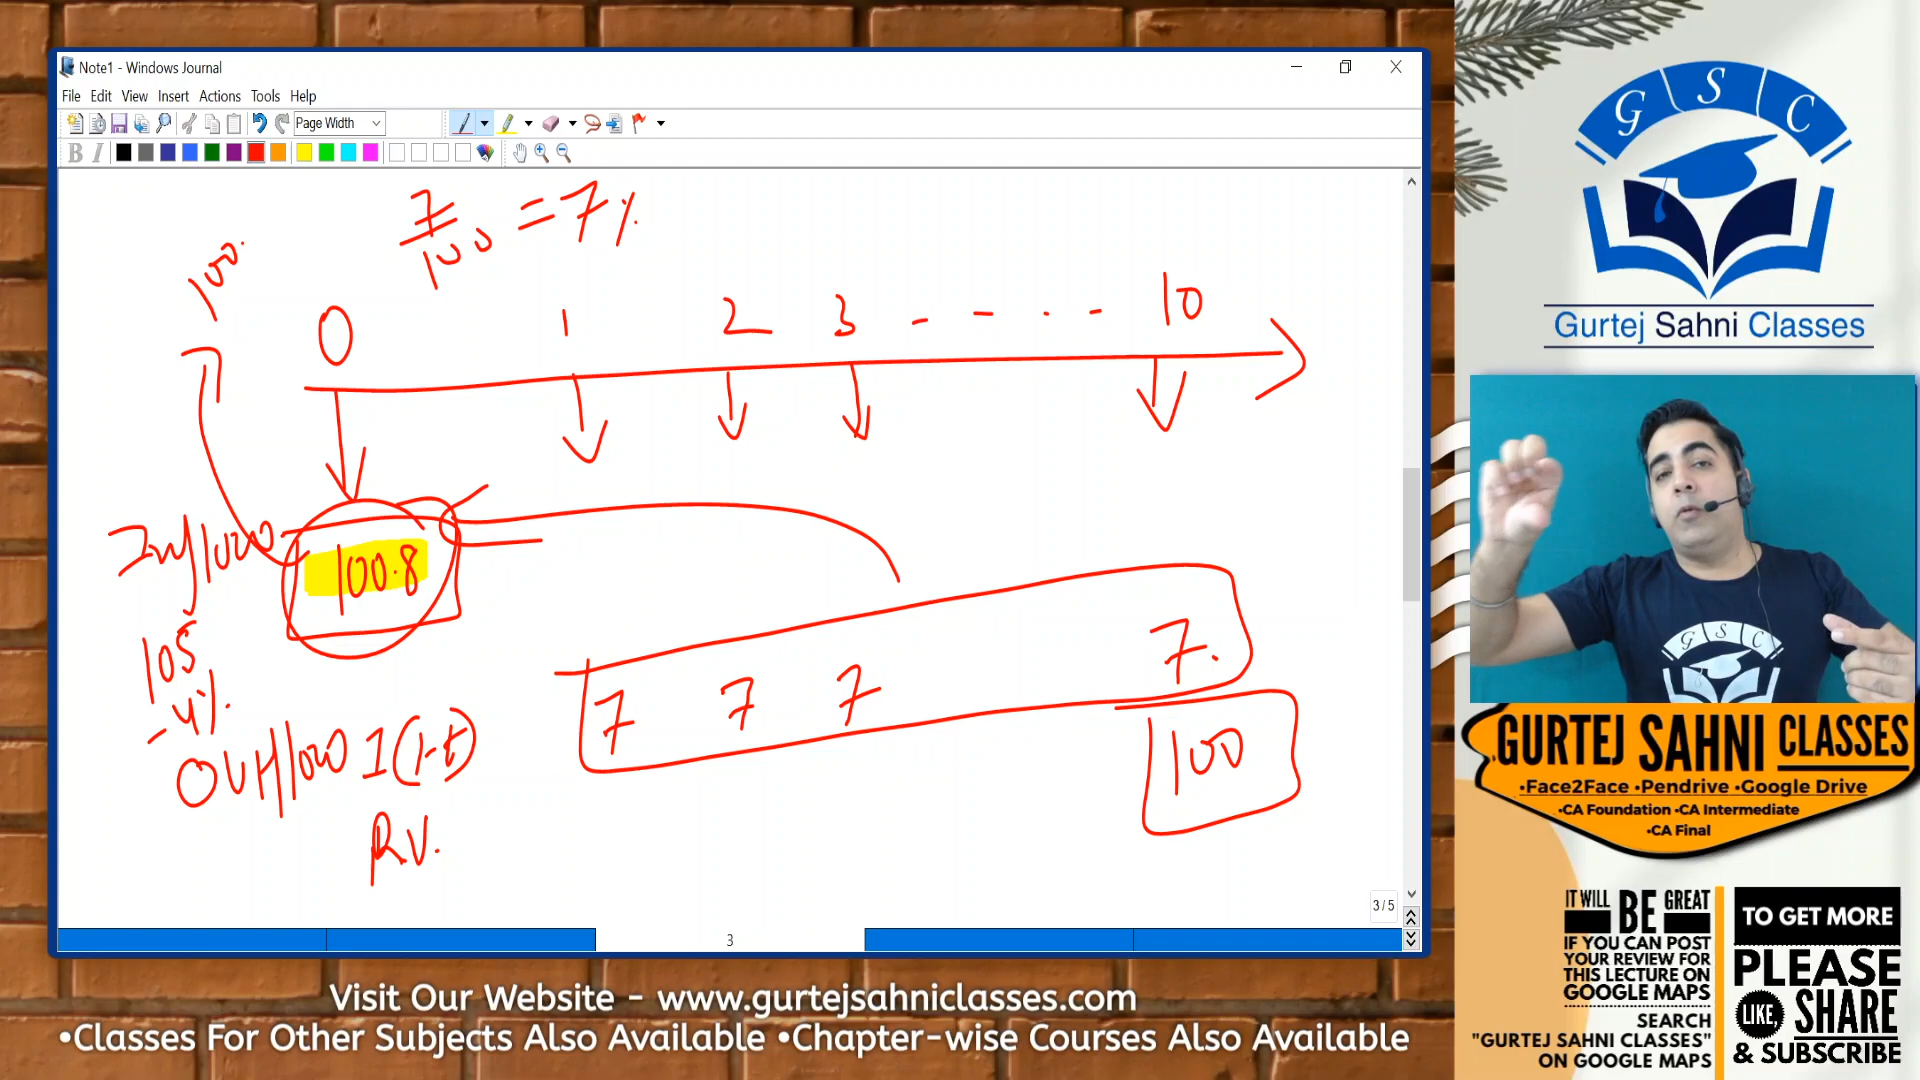 Note1 - Windows Journal
File Edit View Insert Actions Tools Help
Page Width
B I
7/100 = 7%
100
0 1 2 3 - - - - 10
Inf/1000
100.8
105
- 4%
Out/1000 I(1-t)
RV.
7 7 7 7
100
3/5
3
G S C
Gurtej Sahni Classes
G S C
GURTEJ SAHNI CLASSES
•Face2Face •Pendrive •Google Drive
•CA Foundation •CA Intermediate
•CA Final
IT WILL BE GREAT
IF YOU CAN POST
YOUR REVIEW FOR
THIS LECTURE ON
GOOGLE MAPS
SEARCH
"GURTEJ SAHNI CLASSES"
ON GOOGLE MAPS
TO GET MORE
PLEASE
LIKE, SHARE
& SUBSCRIBE
Visit Our Website - www.gurtejsahniclasses.com
•Classes For Other Subjects Also Available •Chapter-wise Courses Also Available